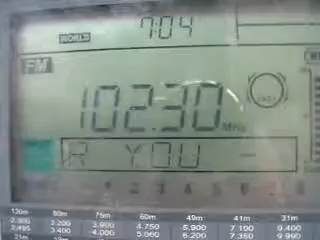 7:04
WORLD
FM
102.30 MHz
R YOU -
120m 90m 75m 60m 49m 41m 31m
2.300 3.200 3.900 4.750 5.900 7.100 9.400
2.495 3.400 4.000 5.060 6.200 7.350 9.990